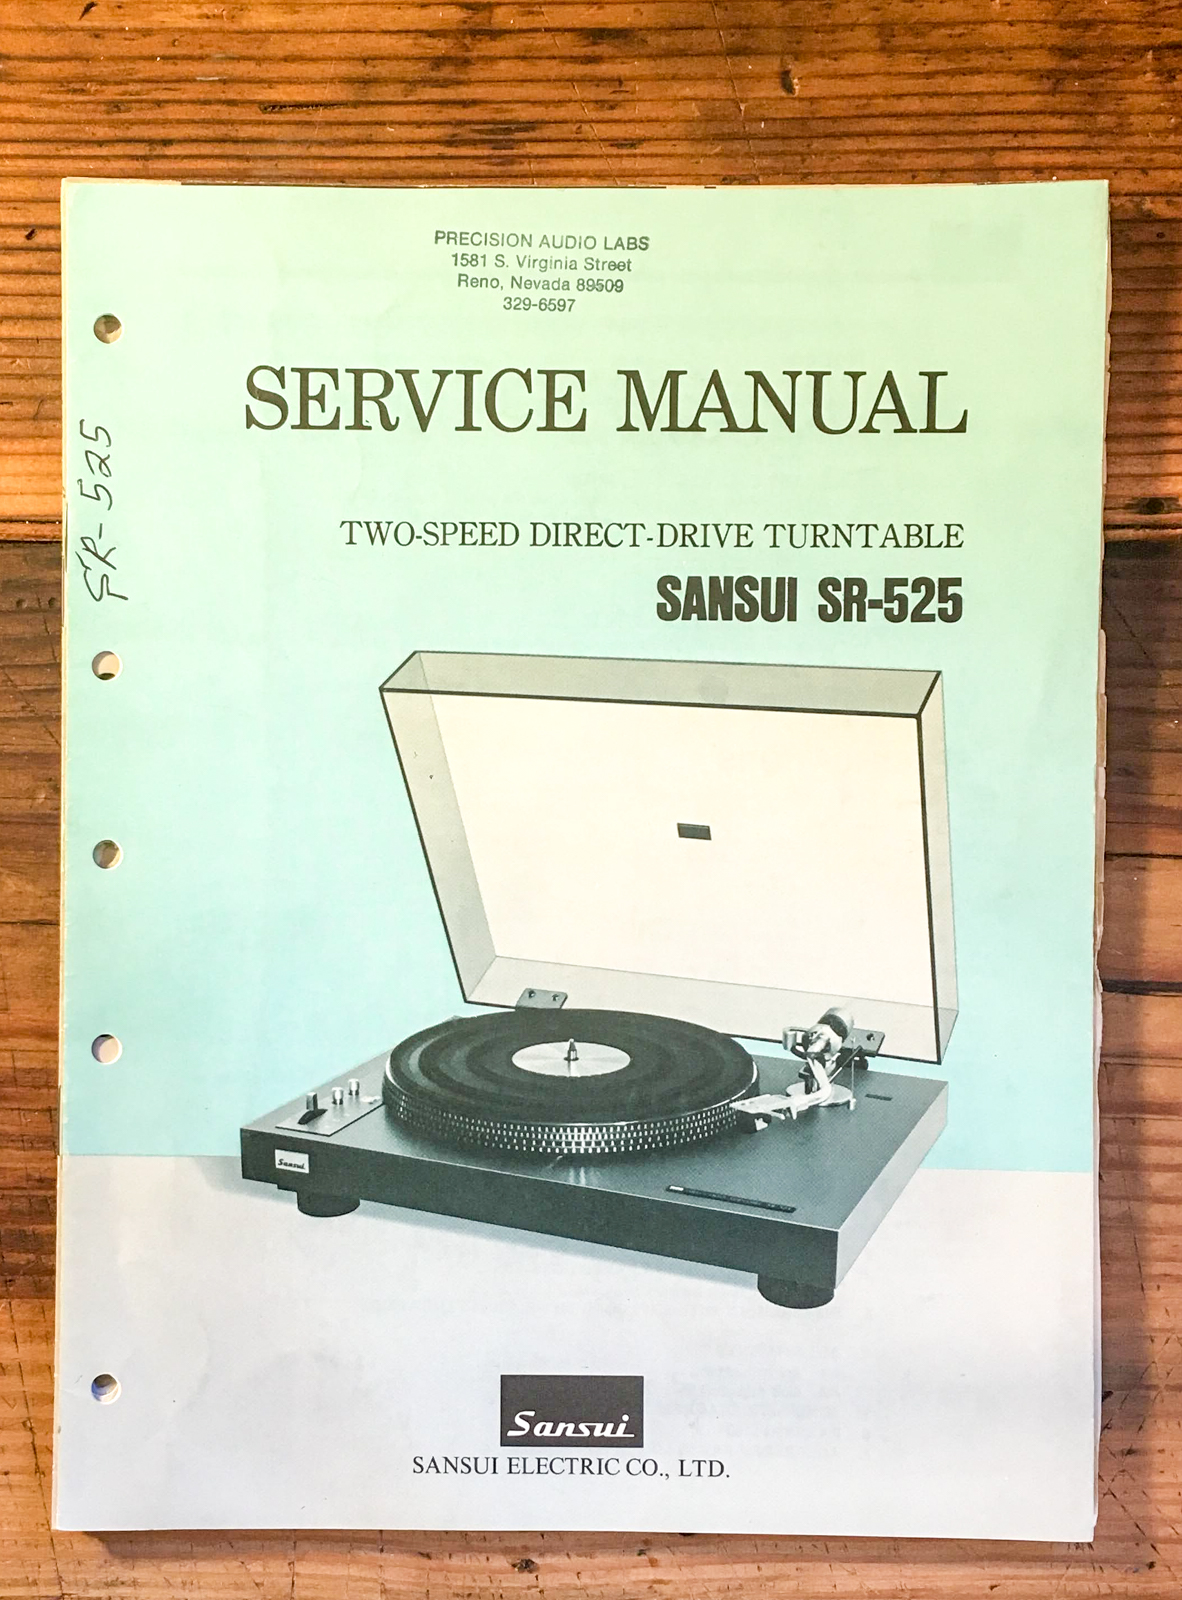 PRECISION AUDIO LABS
1581 S. Virginia Street
Reno, Nevada 89509
329-6597
SERVICE MANUAL
SR-525
TWO-SPEED DIRECT-DRIVE TURNTABLE
SANSUI SR-525
Sansui
Sansui
SANSUI ELECTRIC CO., LTD.